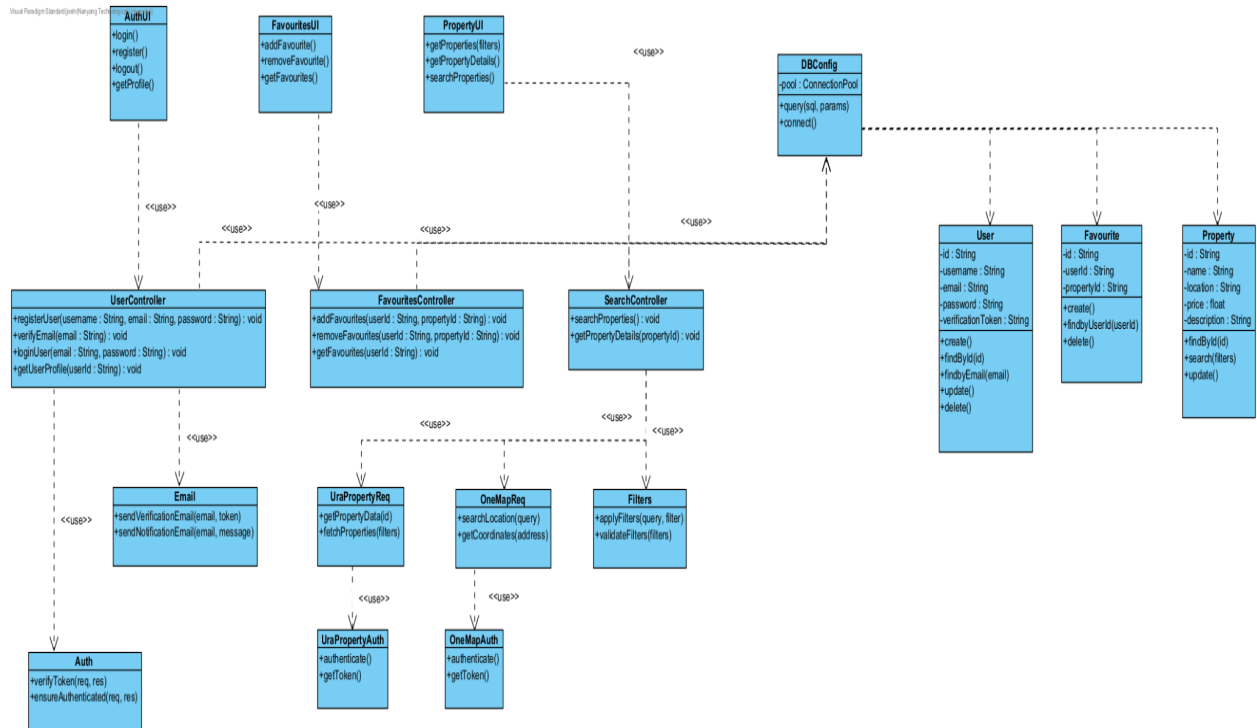 Visual Paradigm Standard(joeln(Nanyang Tech
AuthUI
+login()
+register()
+logout()
+getProfile()
FavouritesUI
+addFavourite()
+removeFavourite()
+getFavourites()
PropertyUI
+getProperties(filters)
+getPropertyDetails()
+searchProperties()
<<use>>
DBConfig
-pool : ConnectionPool
+query(sql, params)
+connect()
<<use>>
<<use>>
<<use>>
<<use>>
<<use>>
User
-id : String
-username : String
-email : String
-password : String
-verificationToken : String
+create()
+findById(id)
+findbyEmail(email)
+update()
+delete()
Favourite
-id : String
-userId : String
-propertyId : String
+create()
+findbyUserId(userId)
+delete()
Property
-id : String
-name : String
-location : String
-price : float
-description : String
+findById(id)
+search(filters)
+update()
UserController
+registerUser(username : String, email : String, password : String) : void
+verifyEmail(email : String) : void
+loginUser(email : String, password : String) : void
+getUserProfile(userId : String) : void
FavouritesController
+addFavourites(userId : String, propertyId : String) : void
+removeFavourites(userId : String, propertyId : String) : void
+getFavourites(userId : String) : void
SearchController
+searchProperties() : void
+getPropertyDetails(propertyId) : void
<<use>>
<<use>>
<<use>>
<<use>>
Email
+sendVerificationEmail(email, token)
+sendNotificationEmail(email, message)
UraPropertyReq
+getPropertyData(id)
+fetchProperties(filters)
OneMapReq
+searchLocation(query)
+getCoordinates(address)
Filters
+applyFilters(query, filter)
+validateFilters(filters)
<<use>>
<<use>>
<<use>>
UraPropertyAuth
+authenticate()
+getToken()
OneMapAuth
+authenticate()
+getToken()
Auth
+verifyToken(req, res)
+ensureAuthenticated(req, res)